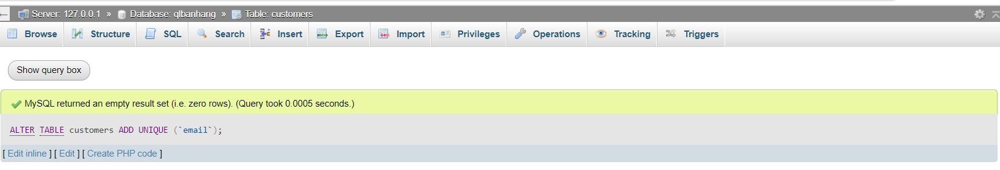 Server: 127.0.0.1 » Database: qlbanhang » Table: customers
Browse Structure SQL Search Insert Export Import Privileges Operations Tracking Triggers
Show query box
MySQL returned an empty result set (i.e. zero rows). (Query took 0.0005 seconds.)
ALTER TABLE customers ADD UNIQUE (`email`);
[ Edit inline ] [ Edit ] [ Create PHP code ]